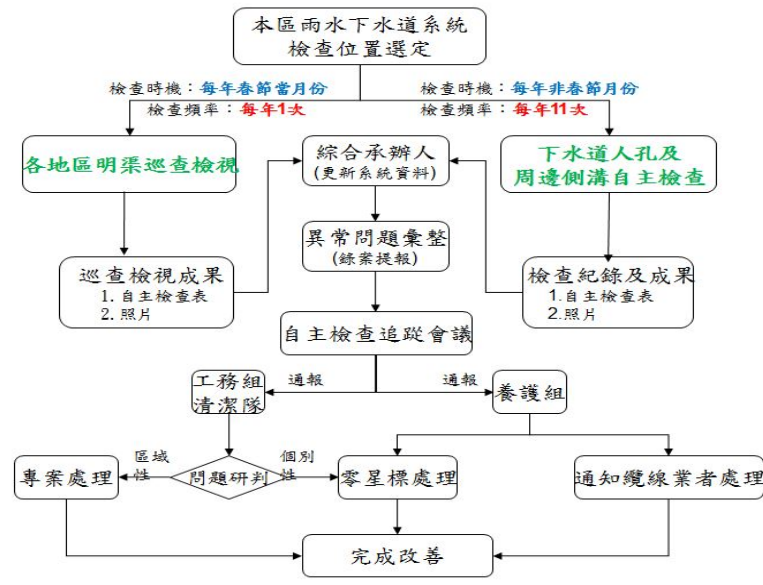 本區雨水下水道系統
檢查位置選定
檢查時機：每年春節當月份
檢查頻率：每年1次
檢查時機：每年非春節月份
檢查頻率：每年11次
各地區明渠巡查檢視
綜合承辦人
(更新系統資料)
下水道人孔及
周邊側溝自主檢查
異常問題彙整
(錄案提報)
巡查檢視成果
1. 自主檢查表
2. 照片
檢查紀錄及成果
1.自主檢查表
2.照片
自主檢查追蹤會議
通報
通報
工務組
清潔隊
養護組
區域
性
個別
性
專案處理
問題研判
零星標處理
通知纜線業者處理
完成改善